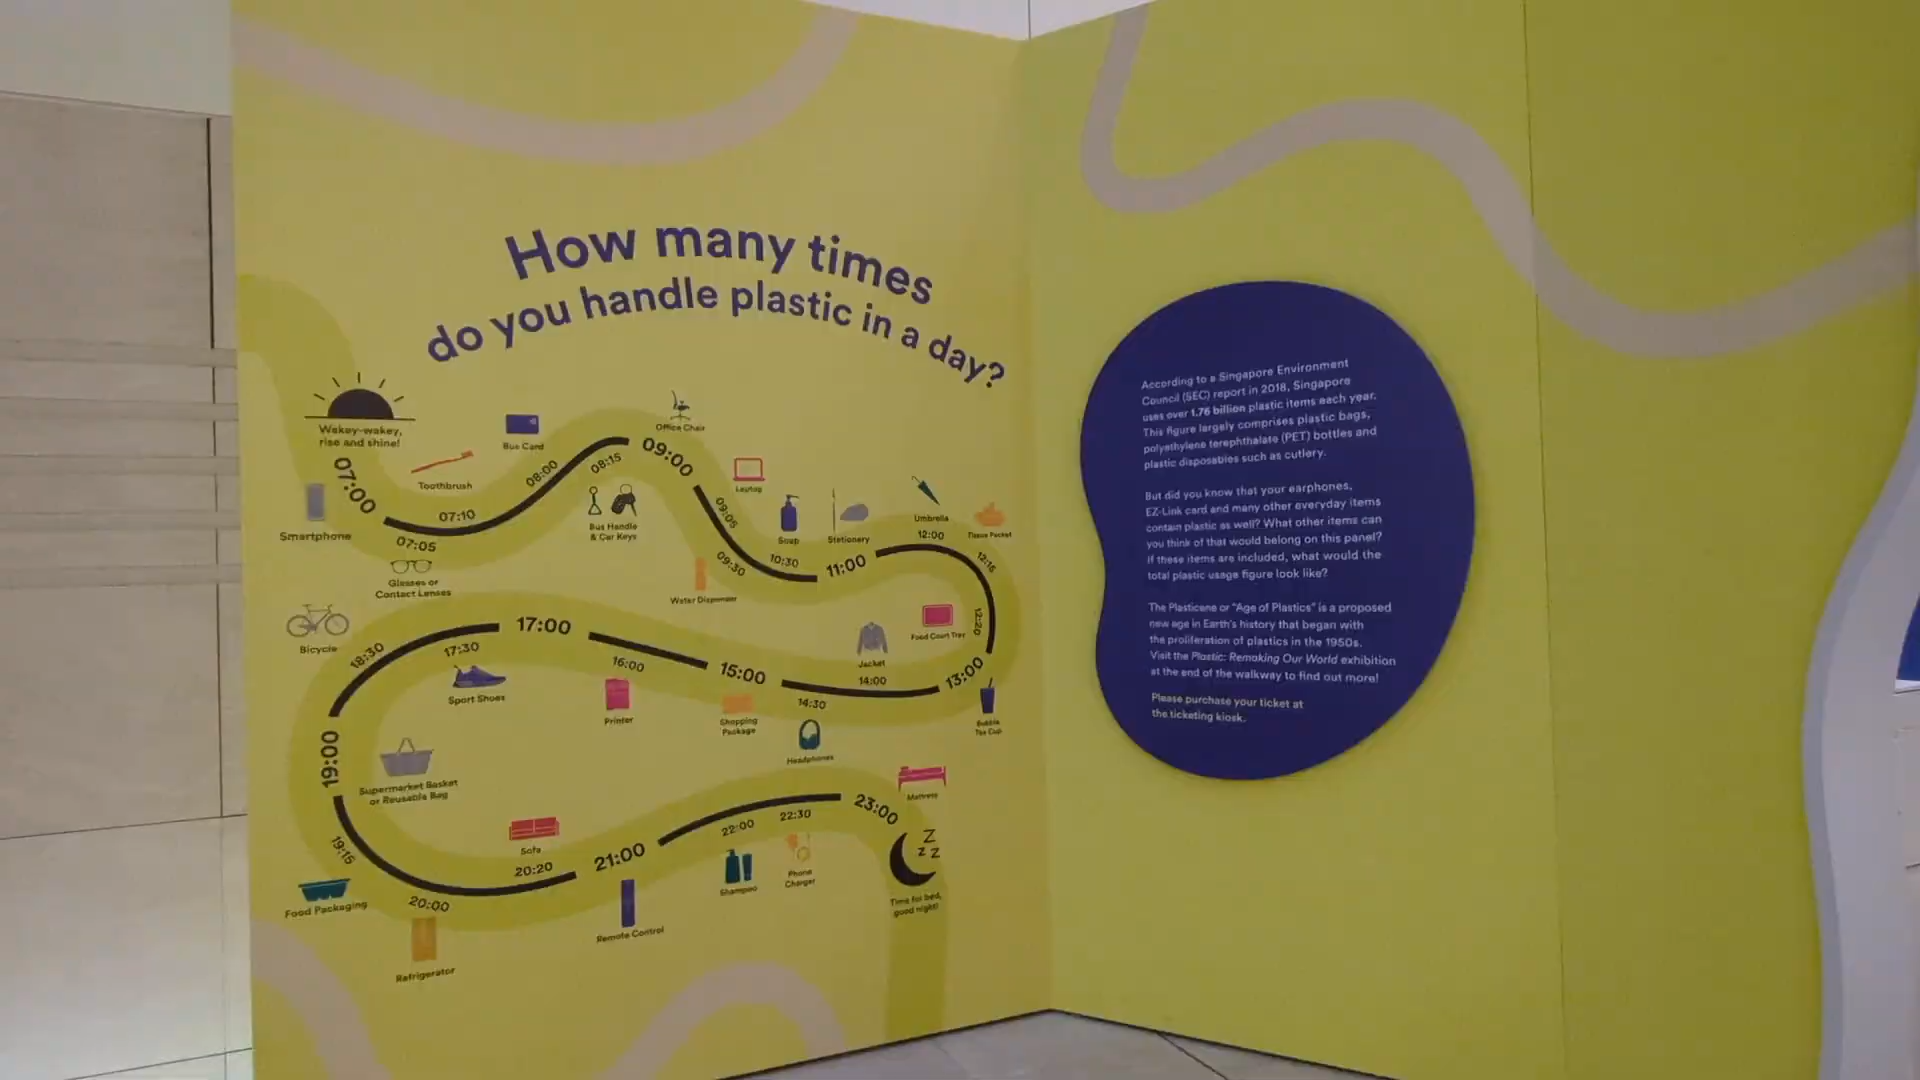 How many times
do you handle plastic in a day?
Wakey-wakey,
rise and shine!
07:00
Smartphone
07:05
Glasses or
Contact Lenses
Toothbrush
07:10
Bus Card
08:00
08:15
Bus Handle
& Car Keys
Office Chair
09:00
Laptop
09:05
09:30
Water Dispenser
Soap
10:30
Stationery
11:00
Umbrella
12:00
Tissue Packet
12:15
12:20
Food Court Tray
13:00
Bubble
Tea Cup
Jacket
14:00
14:30
Headphones
15:00
Shopping
Package
16:00
Printer
17:00
17:30
Sport Shoes
Bicycle
18:30
19:00
Supermarket Basket
or Reusable Bag
19:15
Food Packaging
20:00
Refrigerator
Sofa
20:20
21:00
Remote Control
22:00
Shampoo
22:30
Phone
Charger
23:00
Mattress
Z
Z Z
Time for bed,
good night!
According to a Singapore Environment
Council (SEC) report in 2018, Singapore
uses over 1.76 billion plastic items each year.
This figure largely comprises plastic bags,
polyethylene terephthalate (PET) bottles and
plastic disposables such as cutlery.
But did you know that your earphones,
EZ-Link card and many other everyday items
contain plastic as well? What other items can
you think of that would belong on this panel?
If these items are included, what would the
total plastic usage figure look like?
The Plasticene or "Age of Plastics" is a proposed
new age in Earth's history that began with
the proliferation of plastics in the 1950s.
Visit the Plastic: Remaking Our World exhibition
at the end of the walkway to find out more!
Please purchase your ticket at
the ticketing kiosk.